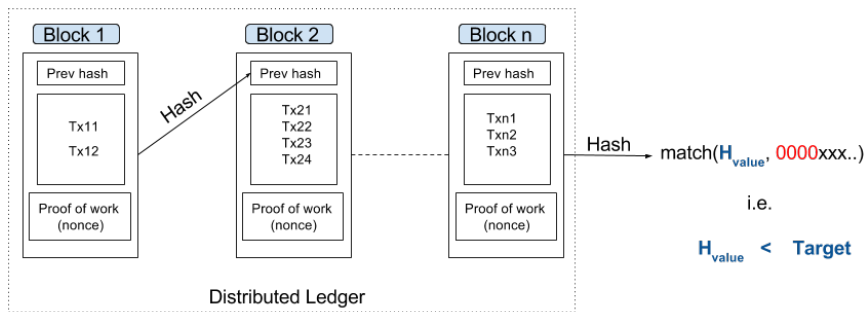 Block 1
Prev hash
Tx11
Tx12
Proof of work
(nonce)
Hash
Block 2
Prev hash
Tx21
Tx22
Tx23
Tx24
Proof of work
(nonce)
Block n
Prev hash
Txn1
Txn2
Txn3
Proof of work
(nonce)
Hash
match(Hvalue, 0000xxx..)
i.e.
Hvalue < Target
Distributed Ledger